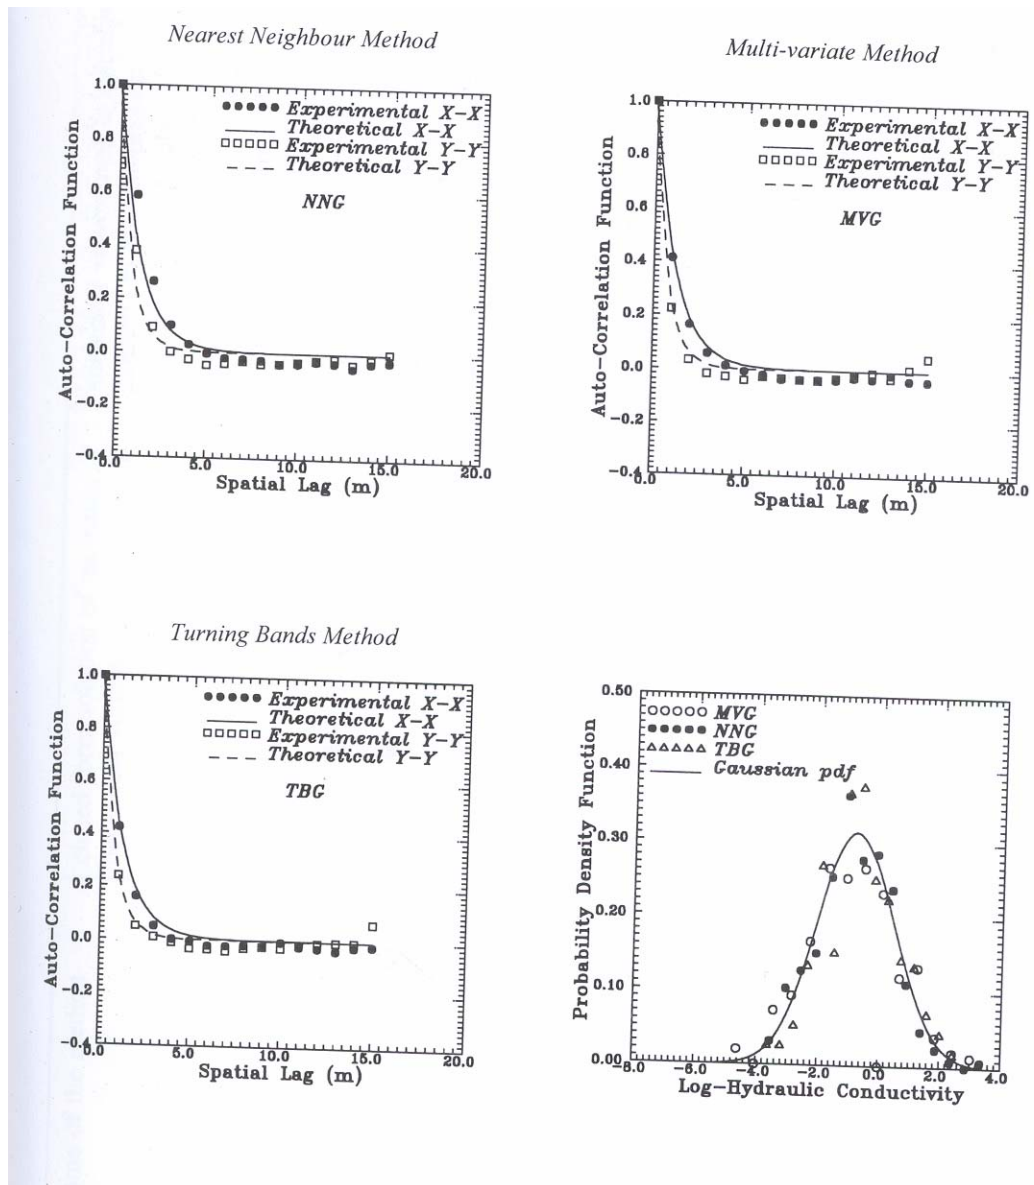 Nearest Neighbour Method
Auto-Correlation Function
1.0
0.8
0.6
0.4
0.2
0.0
-0.2
-0.4
Experimental X-X
Theoretical X-X
Experimental Y-Y
Theoretical Y-Y
NNG
0.0
5.0
10.0
15.0
20.0
Spatial Lag (m)
Multi-variate Method
Auto-Correlation Function
1.0
0.8
0.6
0.4
0.2
0.0
-0.2
-0.4
Experimental X-X
Theoretical X-X
Experimental Y-Y
Theoretical Y-Y
MVG
0.0
5.0
10.0
15.0
20.0
Spatial Lag (m)
Turning Bands Method
Auto-Correlation Function
1.0
0.8
0.6
0.4
0.2
0.0
-0.2
-0.4
Experimental X-X
Theoretical X-X
Experimental Y-Y
Theoretical Y-Y
TBG
0.0
5.0
10.0
15.0
20.0
Spatial Lag (m)
Probability Density Function
0.50
0.40
0.30
0.20
0.10
0.00
MVG
NNG
TBG
Gaussian pdf
-8.0
-6.0
-4.0
-2.0
0.0
2.0
4.0
Log-Hydraulic Conductivity